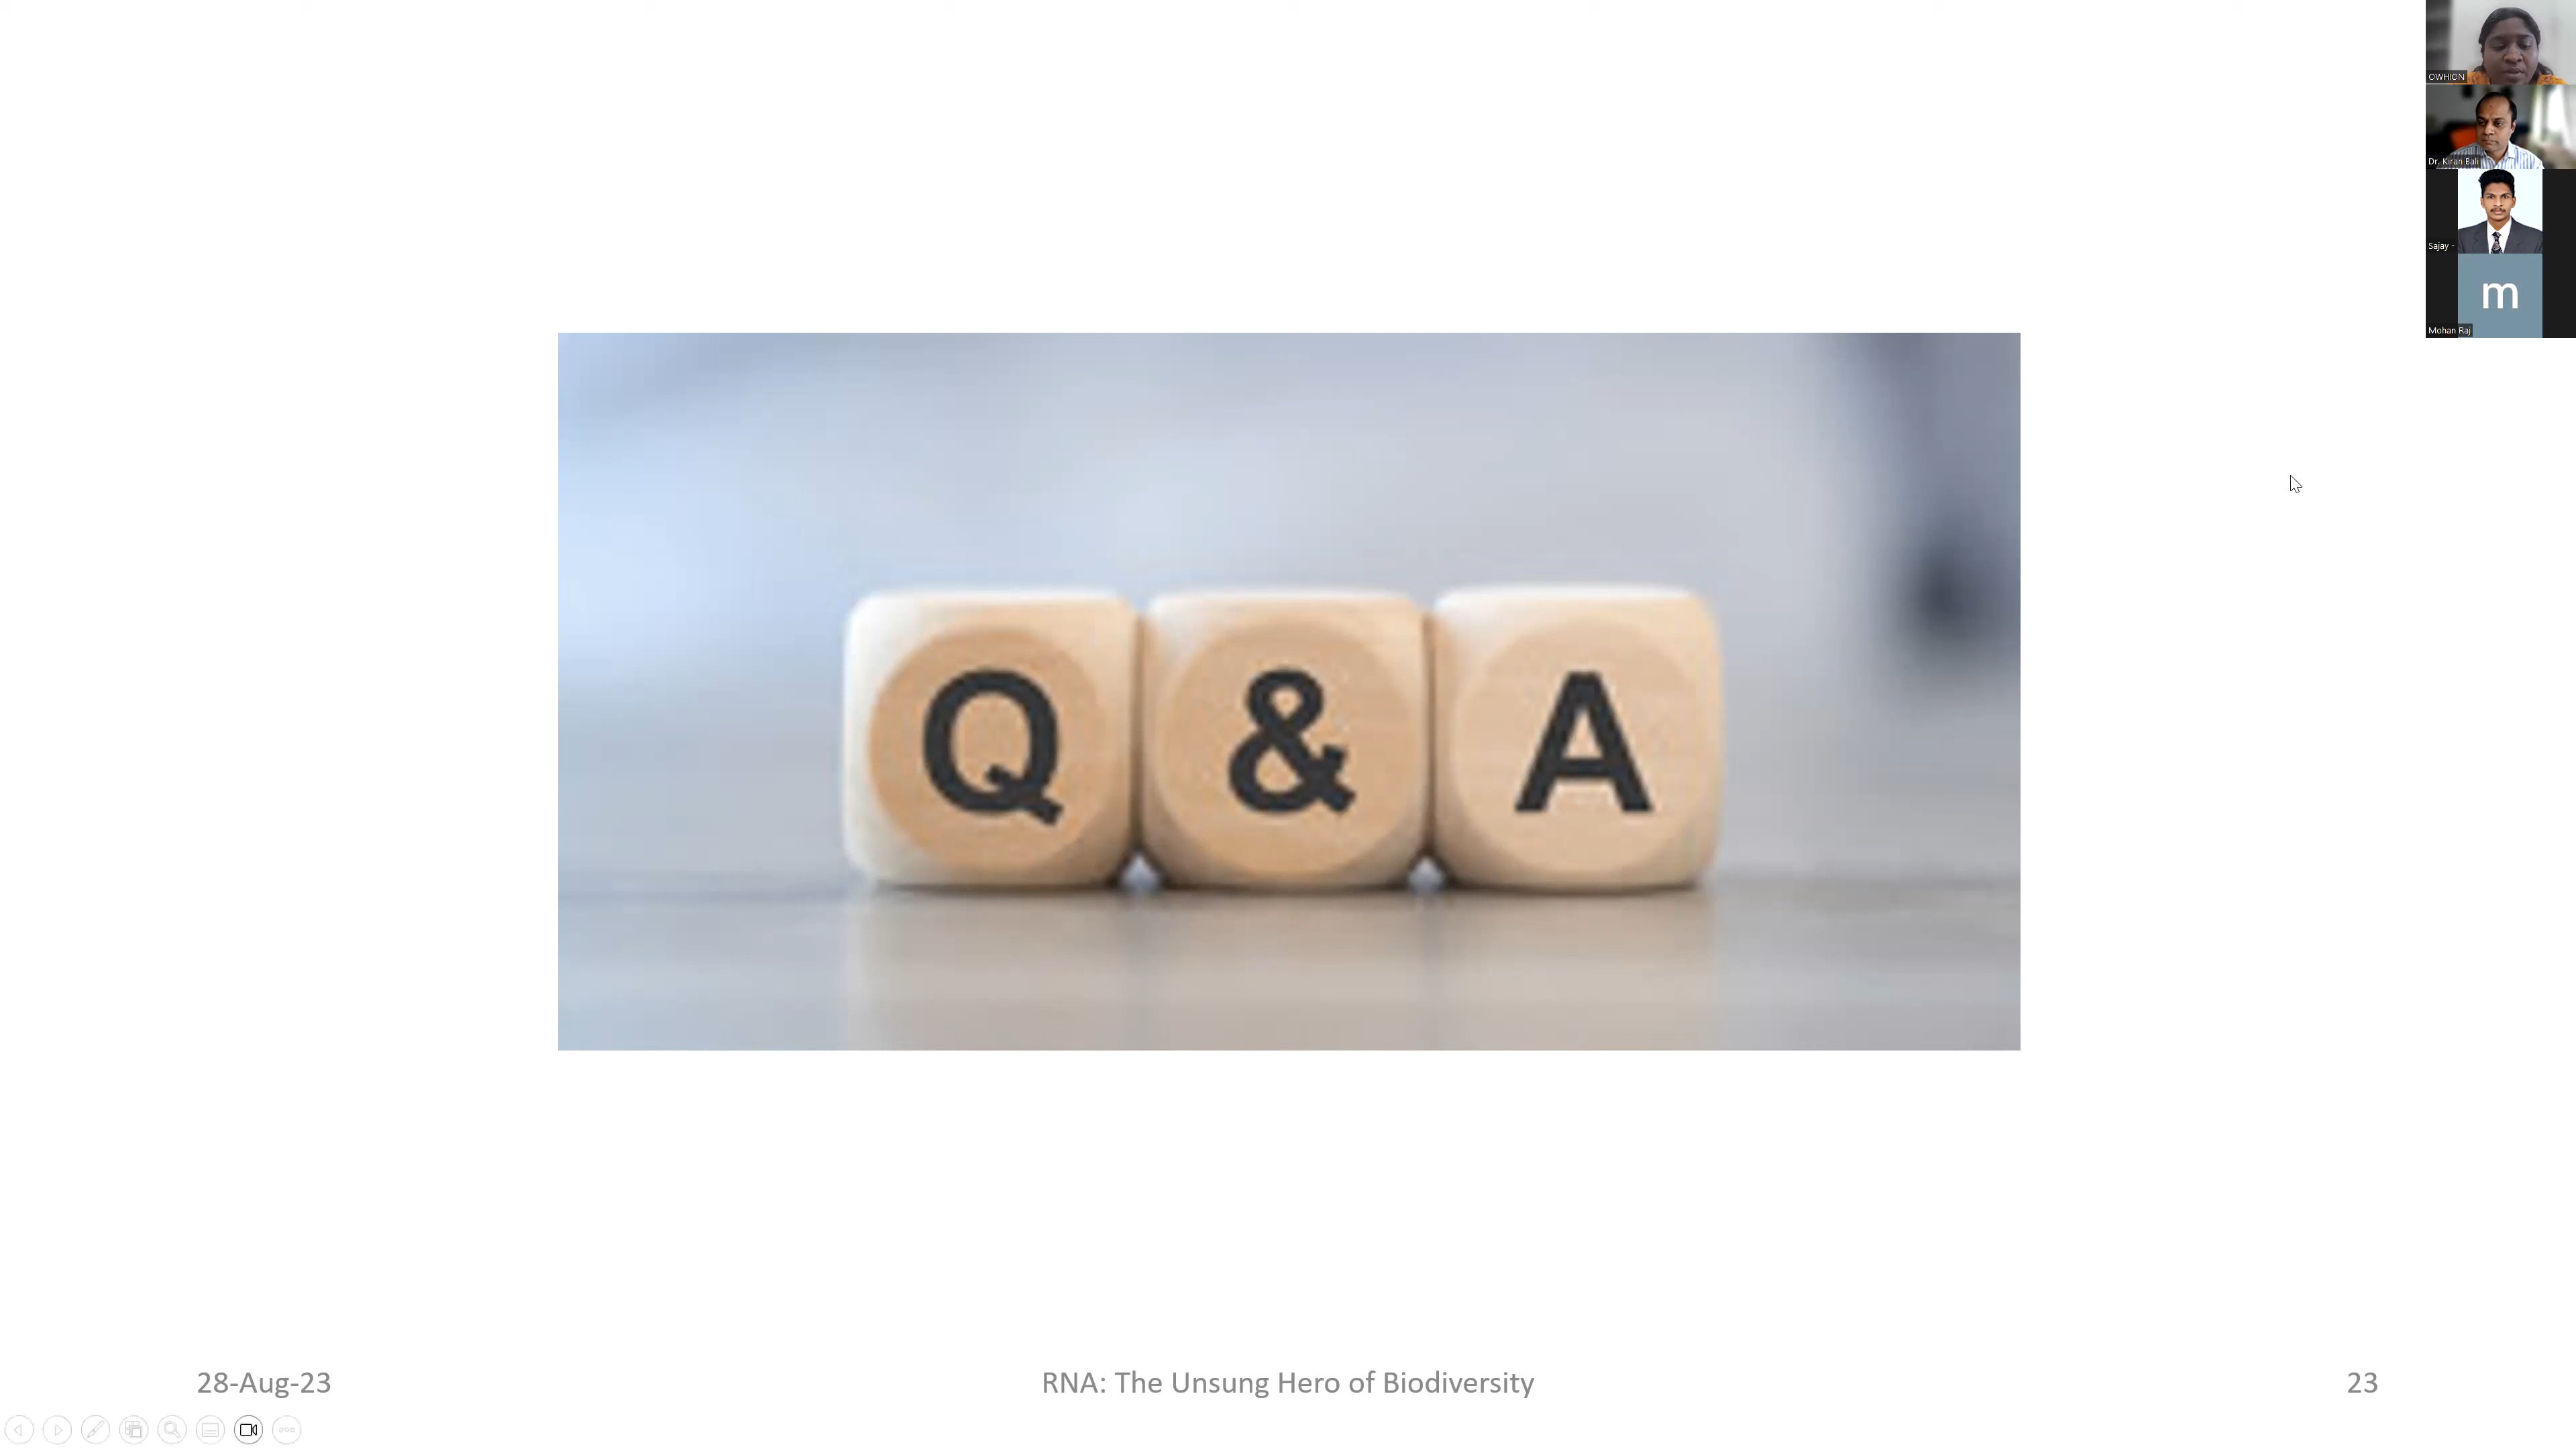 OWHION
Dr. Kiran Bali
Sajay -
m
Mohan Raj
Q & A
28-Aug-23
RNA: The Unsung Hero of Biodiversity
23